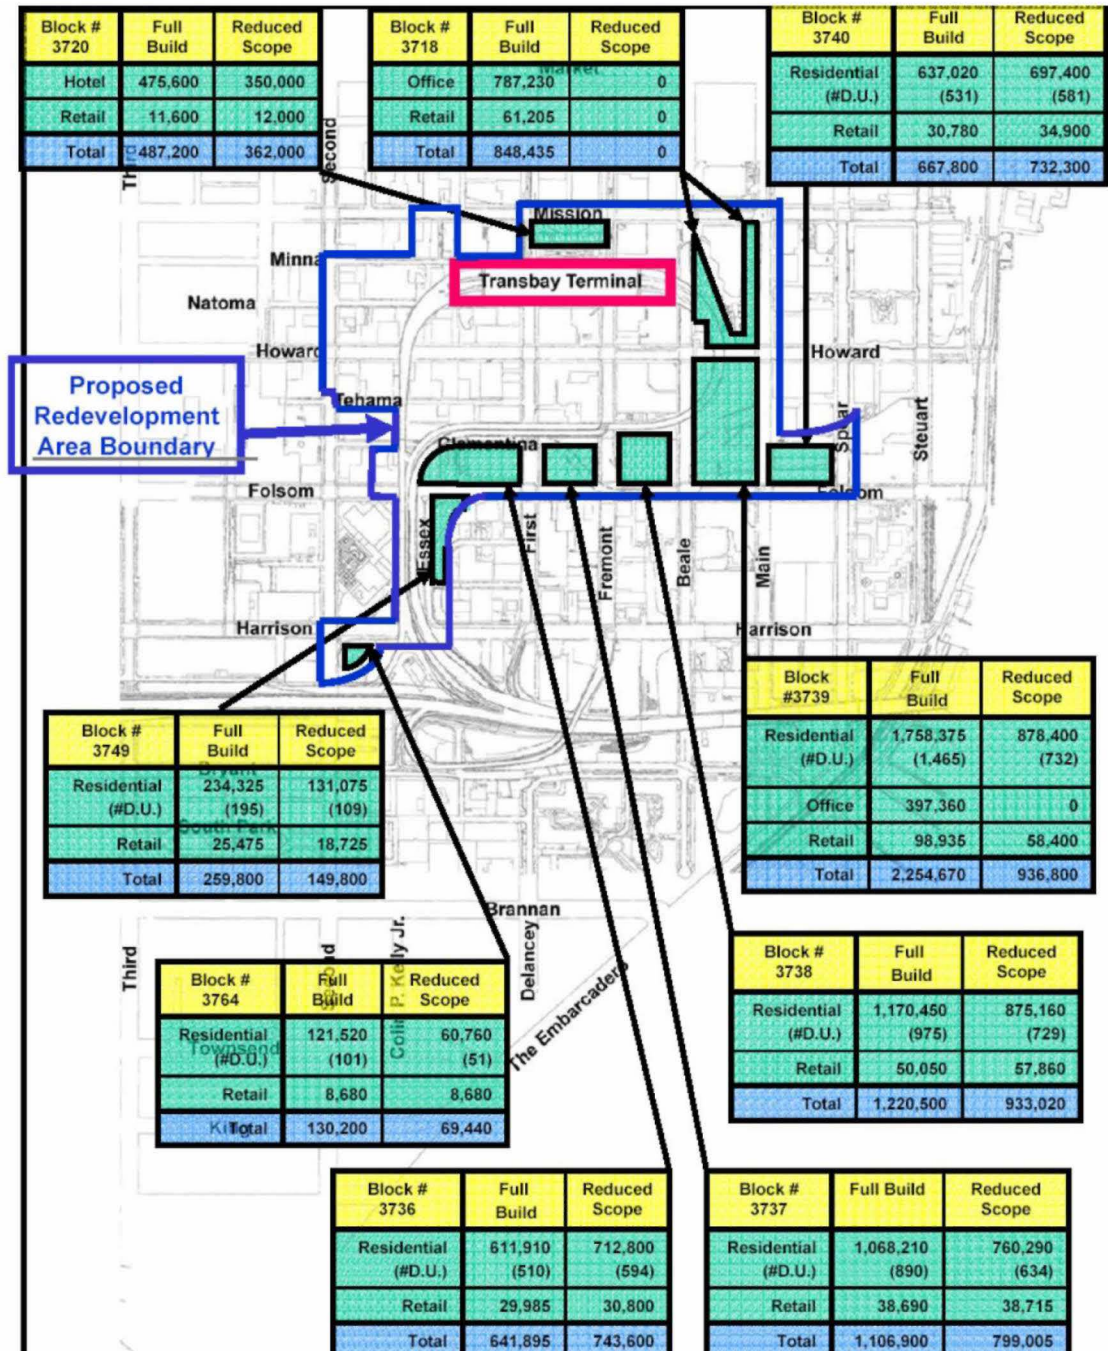 Block # 3720 Full Build Reduced Scope
Hotel 475,600 350,000
Retail 11,600 12,000
Total 487,200 362,000
Block # 3718 Full Build Reduced Scope
Office 787,230 0
Retail 61,205 0
Total 848,435 0
Block # 3740 Full Build Reduced Scope
Residential 637,020 697,400
(#D.U.) (531) (581)
Retail 30,780 34,900
Total 667,800 732,300
Market
Third
Second
Mission
Minna
Transbay Terminal
Natoma
Howard
Howard
Proposed
Redevelopment
Area Boundary
Tehama
Clementina
Spear
Steuart
Folsom
Folsom
Essex
First
Fremont
Beale
Main
Harrison
Harrison
Block #3739 Full Build Reduced Scope
Residential 1,758,375 878,400
(#D.U.) (1,465) (732)
Office 397,360 0
Retail 98,935 58,400
Total 2,254,670 936,800
Block # 3749 Full Build Reduced Scope
Bryant
Residential 234,325 131,075
(#D.U.) (195) (109)
South Park
Retail 25,475 18,725
Total 259,800 149,800
Brannan
Third
Second
Colin P. Kelly Jr.
Delancey
The Embarcadero
Block # 3738 Full Build Reduced Scope
Residential 1,170,450 875,160
(#D.U.) (975) (729)
Retail 50,050 57,860
Total 1,220,500 933,020
Block # 3764 Full Build Reduced Scope
Residential 121,520 60,760
Townsend
(#D.U.) (101) (51)
Retail 8,680 8,680
King
Total 130,200 69,440
Block # 3736 Full Build Reduced Scope
Residential 611,910 712,800
(#D.U.) (510) (594)
Retail 29,985 30,800
Total 641,895 743,600
Block # 3737 Full Build Reduced Scope
Residential 1,068,210 760,290
(#D.U.) (890) (634)
Retail 38,690 38,715
Total 1,106,900 799,005